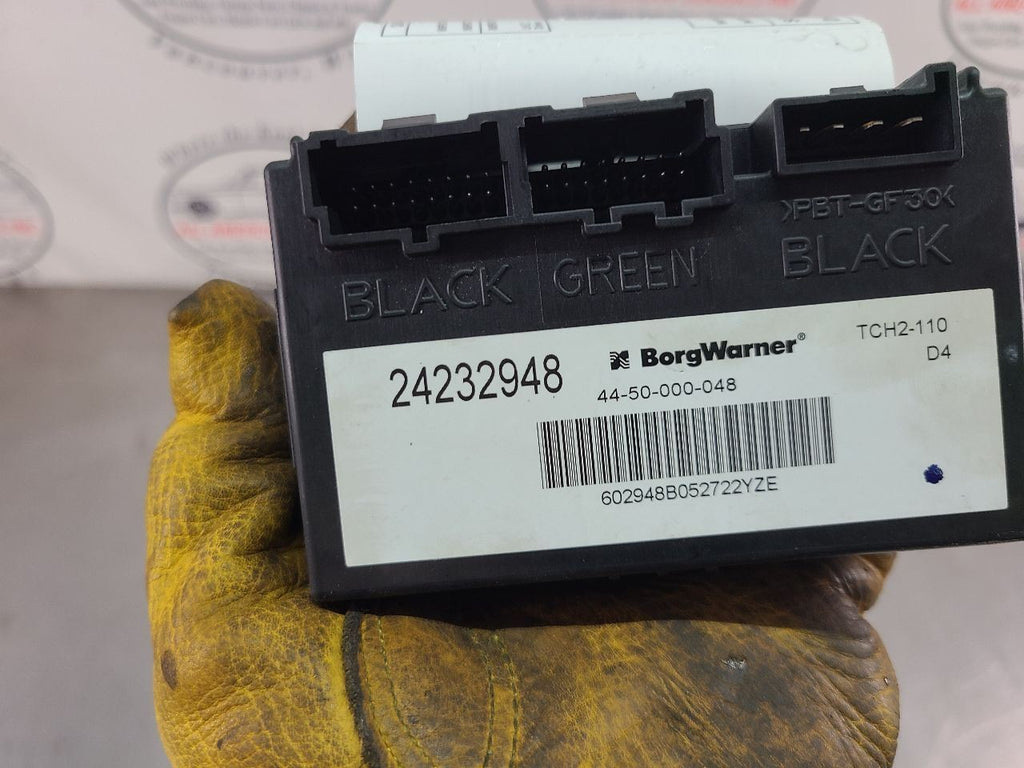 >PBT-GF30<
BLACK GREEN BLACK
24232948 BorgWarner® TCH2-110
44-50-000-048 D4
602948B052722YZE